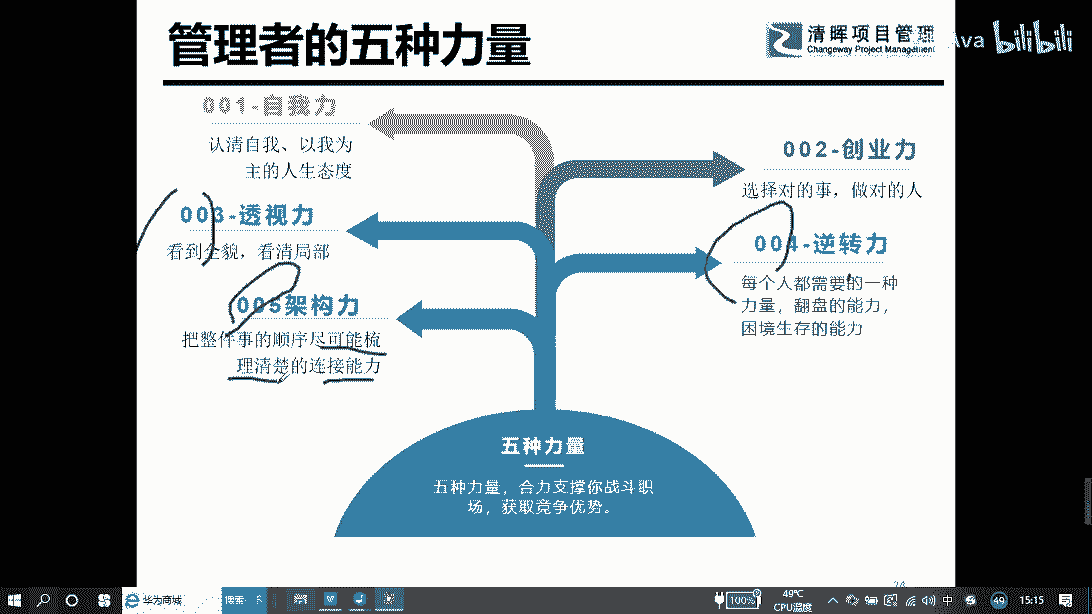 管理者的五种力量
清晖项目管理
Changeway Project Management
Ava bilibili
001-自我力
认清自我、以我为
主的人生态度
002-创业力
选择对的事，做对的人
003-透视力
看到全貌，看清局部
004-逆转力
每个人都需要的一种
力量，翻盘的能力，
困境生存的能力
005架构力
把整件事的顺序尽可能梳
理清楚的连接能力
五种力量
五种力量，合力支撑你战斗职
场，获取竞争优势。
华为商城
搜索
100%
49℃
CPU温度
中
49
15:15